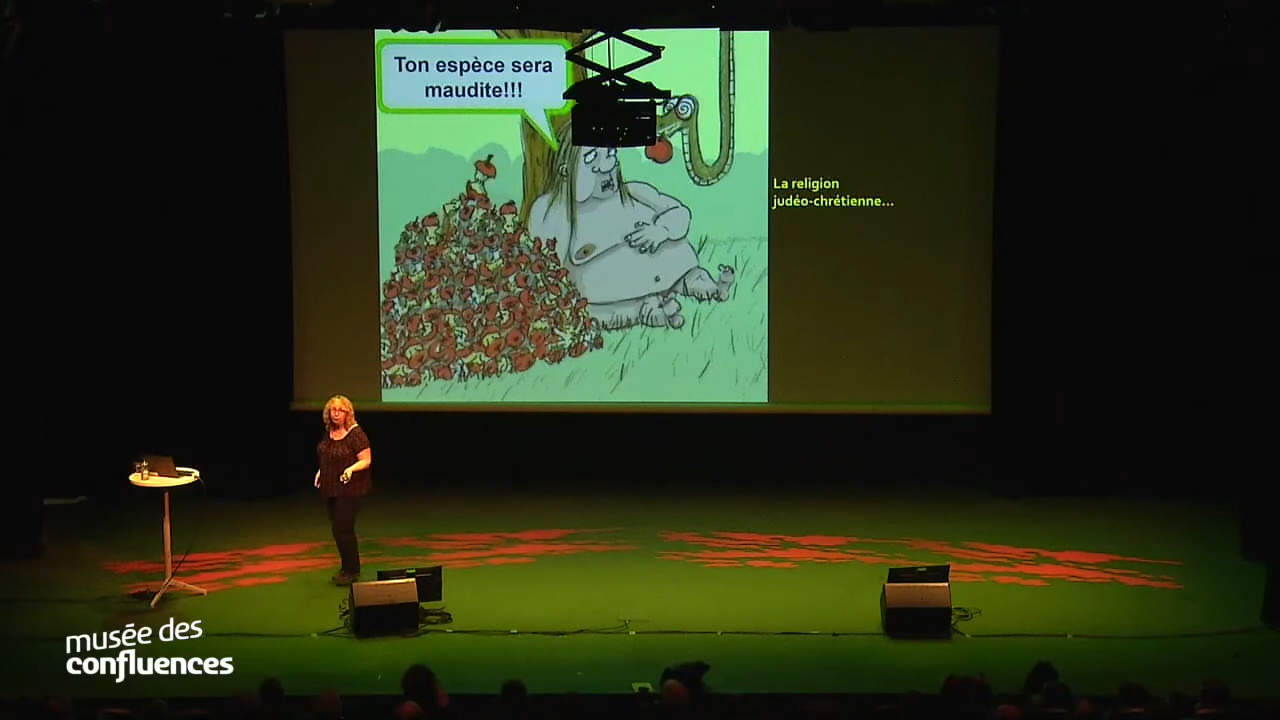 Ton espèce sera
maudite!!!
La religion
judéo-chrétienne...
musée des
confluences